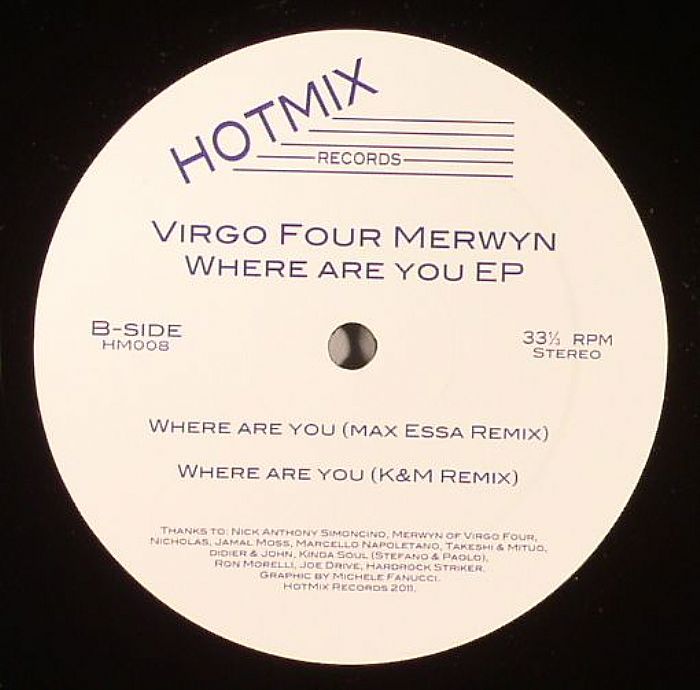 HOTMIX
RECORDS
VIRGO FOUR MERWYN
WHERE ARE YOU EP
B-SIDE
HM008
33⅓ RPM
STEREO
WHERE ARE YOU (MAX ESSA REMIX)
WHERE ARE YOU (K&M REMIX)
THANKS TO: NICK ANTHONY SIMONCINO, MERWYN OF VIRGO FOUR,
NICHOLAS, JAMAL MOSS, MARCELLO NAPOLETANO, TAKESHI & MITUO,
DIDIER & JOHN, KINDA SOUL (STEFANO & PAOLO),
RON MORELLI, JOE DRIVE, HARDROCK STRIKER.
GRAPHIC BY MICHELE FANUCCI.
HOTMIX RECORDS 2011.